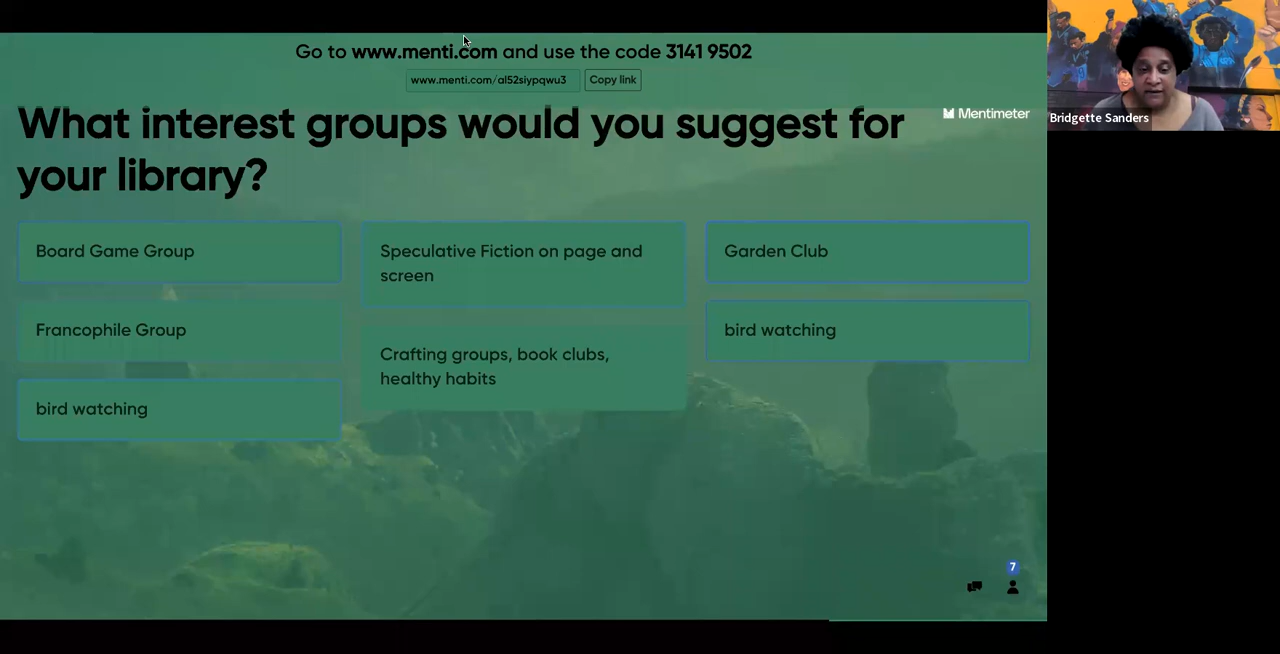 Go to www.menti.com and use the code 3141 9502
www.menti.com/al52siypqwu3
Copy link
What interest groups would you suggest for
your library?
Mentimeter
Bridgette Sanders
Board Game Group
Francophile Group
bird watching
Speculative Fiction on page and
screen
Crafting groups, book clubs,
healthy habits
Garden Club
bird watching
7